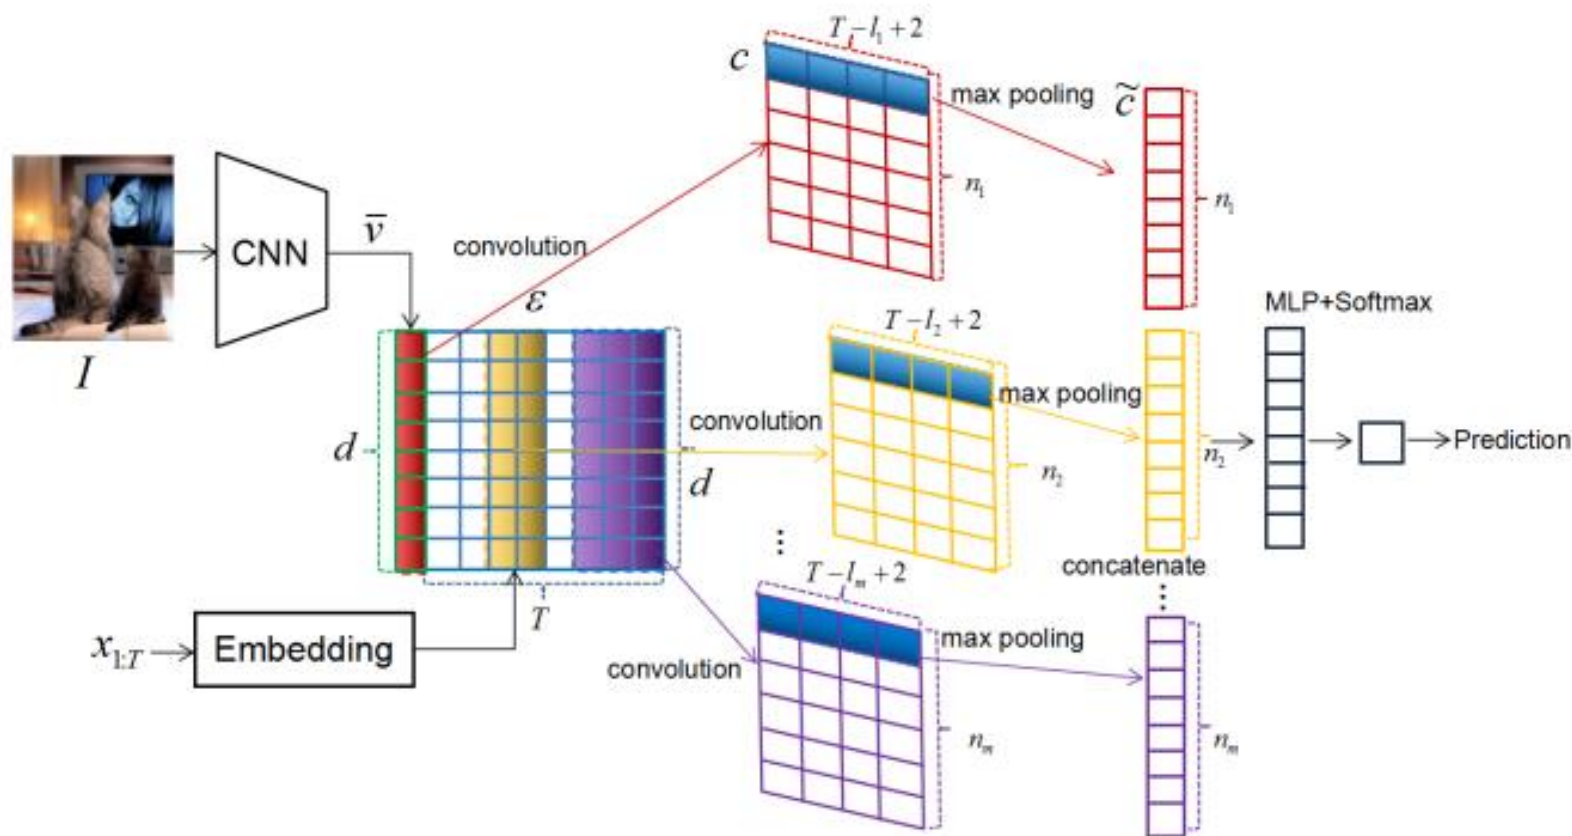 T − l₁ + 2
c
max pooling
c̃
n₁
n₁
CNN
v̄
convolution
ε
I
MLP+Softmax
T − l₂ + 2
max pooling
convolution
d
d
n₂
n₂
Prediction
T
concatenate
T − lₘ + 2
x₁:T
Embedding
convolution
max pooling
nₘ
nₘ